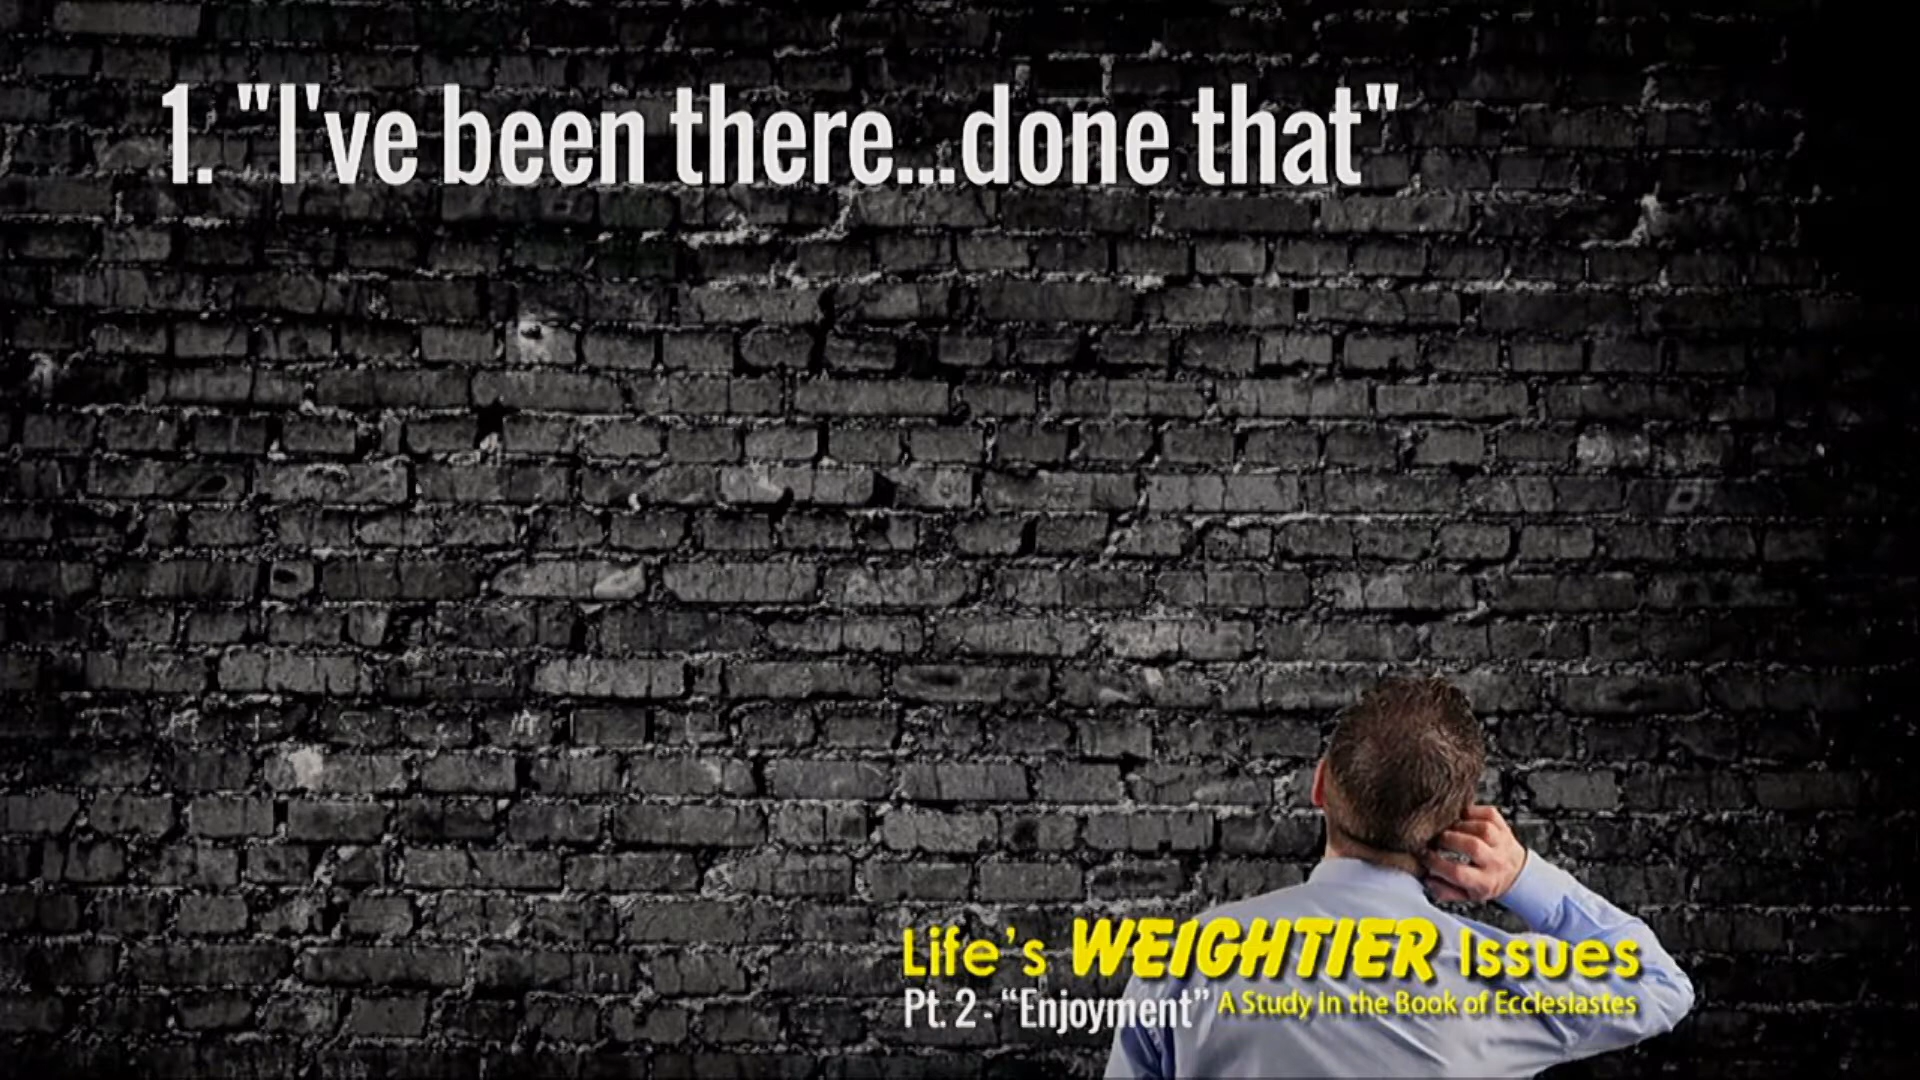 1. "I've been there...done that"
Life's WEIGHTIER Issues
Pt. 2 - “Enjoyment” A Study in the Book of Ecclesiastes